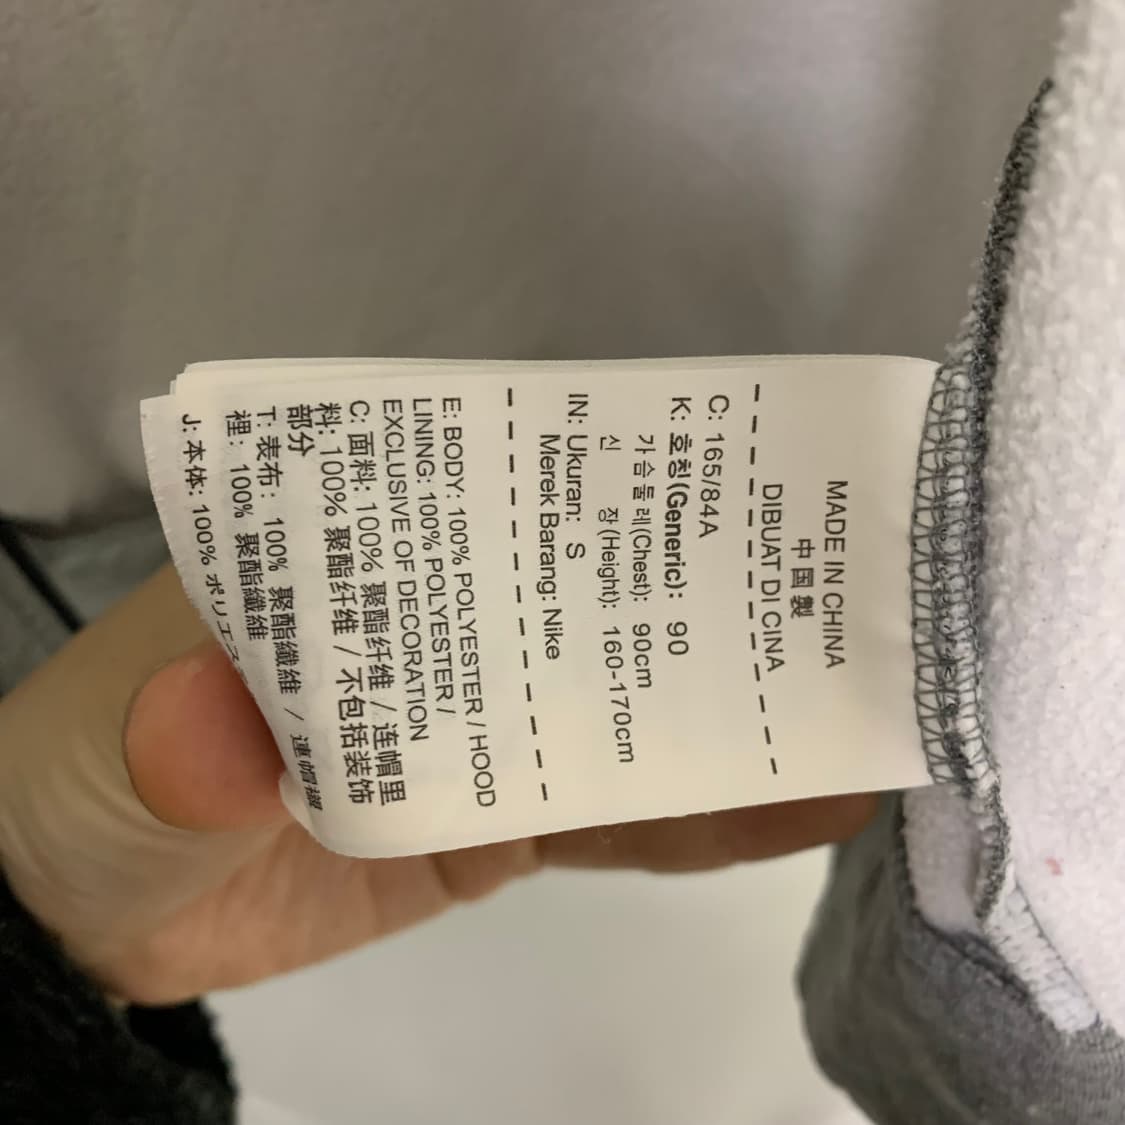 MADE IN CHINA
中国製
DIBUAT DI CINA
C: 165/84A
K: 호칭(Generic): 90
가슴둘레(Chest): 90cm
신 장(Height): 160-170cm
IN: Ukuran: S
Merek Barang: Nike
E: BODY: 100% POLYESTER / HOOD
LINING: 100% POLYESTER /
EXCLUSIVE OF DECORATION
C: 面料: 100% 聚酯纤维 / 连帽里
料: 100% 聚酯纤维 / 不包括装饰
部分
T: 表布: 100% 聚酯纖維 / 連帽襯
裡: 100% 聚酯纖維
J: 本体: 100% ポリエス